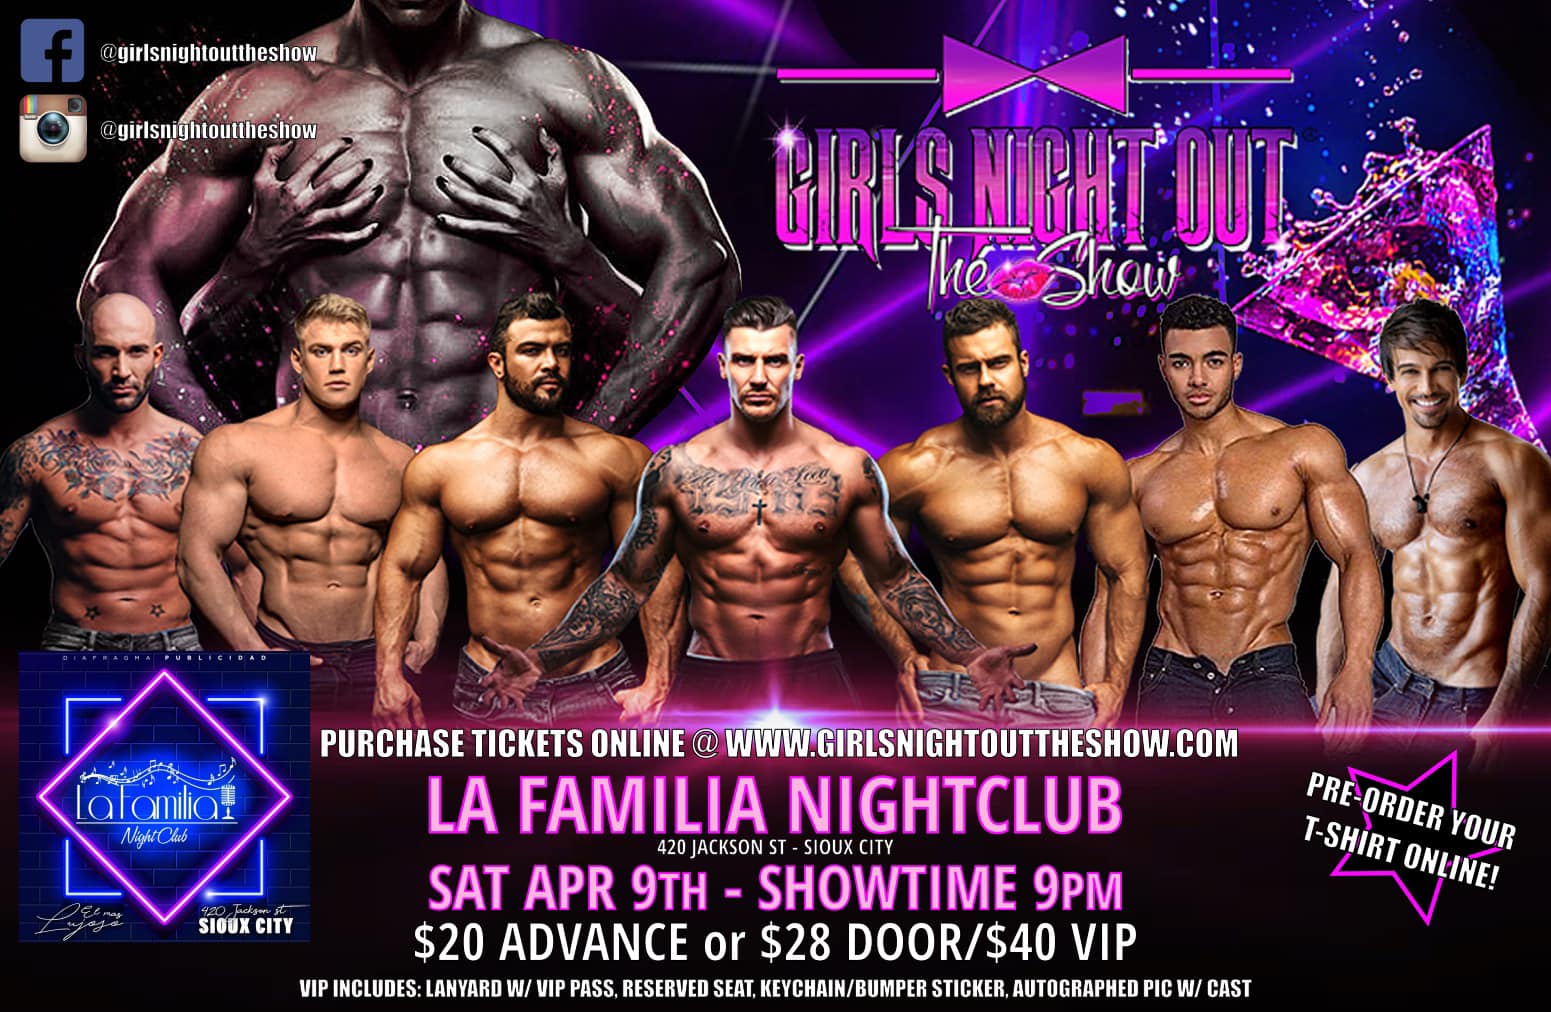 @girlsnightouttheshow
@girlsnightouttheshow
GIRLS NIGHT OUT
The Show
DIAFRAGMA PUBLICIDAD
La Familia
Night Club
El mas
Lujoso
420 Jackson st
SIOUX CITY
PURCHASE TICKETS ONLINE @ WWW.GIRLSNIGHTOUTTHESHOW.COM
LA FAMILIA NIGHTCLUB
420 JACKSON ST - SIOUX CITY
SAT APR 9TH - SHOWTIME 9PM
$20 ADVANCE or $28 DOOR/$40 VIP
VIP INCLUDES: LANYARD W/ VIP PASS, RESERVED SEAT, KEYCHAIN/BUMPER STICKER, AUTOGRAPHED PIC W/ CAST
PRE-ORDER YOUR
T-SHIRT ONLINE!